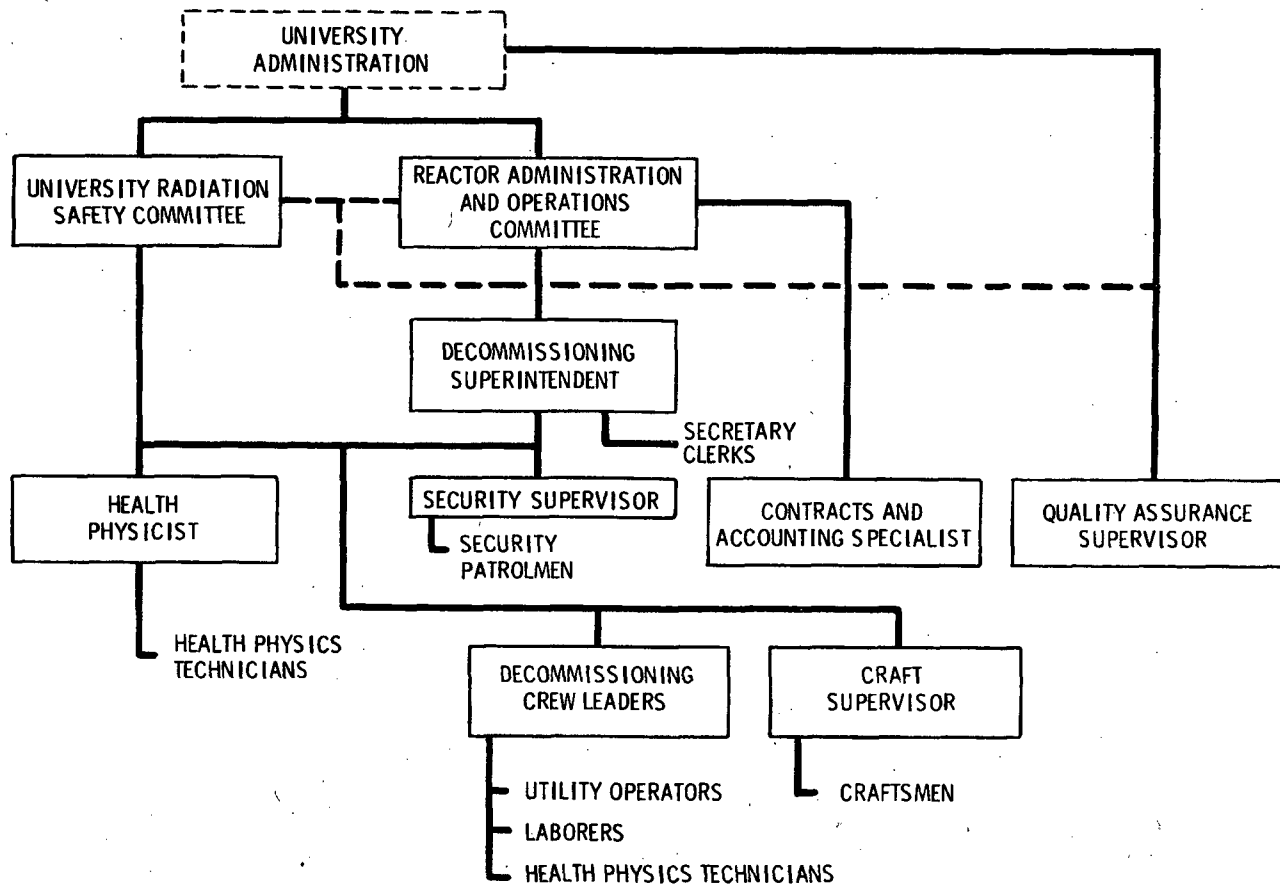 UNIVERSITY
ADMINISTRATION
UNIVERSITY RADIATION
SAFETY COMMITTEE
REACTOR ADMINISTRATION
AND OPERATIONS
COMMITTEE
DECOMMISSIONING
SUPERINTENDENT
SECRETARY
CLERKS
HEALTH
PHYSICIST
SECURITY SUPERVISOR
CONTRACTS AND
ACCOUNTING SPECIALIST
QUALITY ASSURANCE
SUPERVISOR
SECURITY
PATROLMEN
HEALTH PHYSICS
TECHNICIANS
DECOMMISSIONING
CREW LEADERS
CRAFT
SUPERVISOR
UTILITY OPERATORS
LABORERS
HEALTH PHYSICS TECHNICIANS
CRAFTSMEN